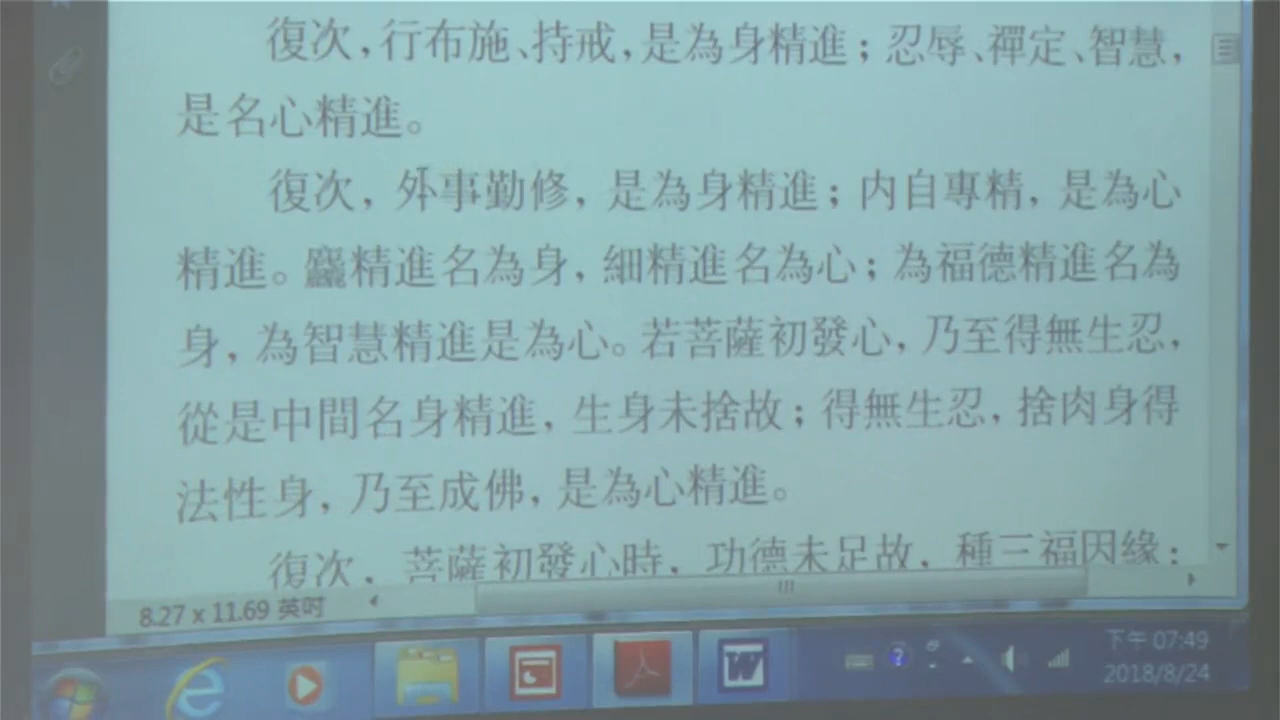 復次,行布施、持戒,是為身精進;忍辱、禪定、智慧,
是名心精進。
復次,外事勤修,是為身精進;内自專精,是為心
精進。麤精進名為身,細精進名為心;為福德精進名為
身,為智慧精進是為心。若菩薩初發心,乃至得無生忍,
從是中間名身精進,生身未捨故;得無生忍,捨肉身得
法性身,乃至成佛,是為心精進。
復次,菩薩初發心時,功德未足故,種三福因緣;
8.27 x 11.69 英吋
下午 07:49
2018/8/24